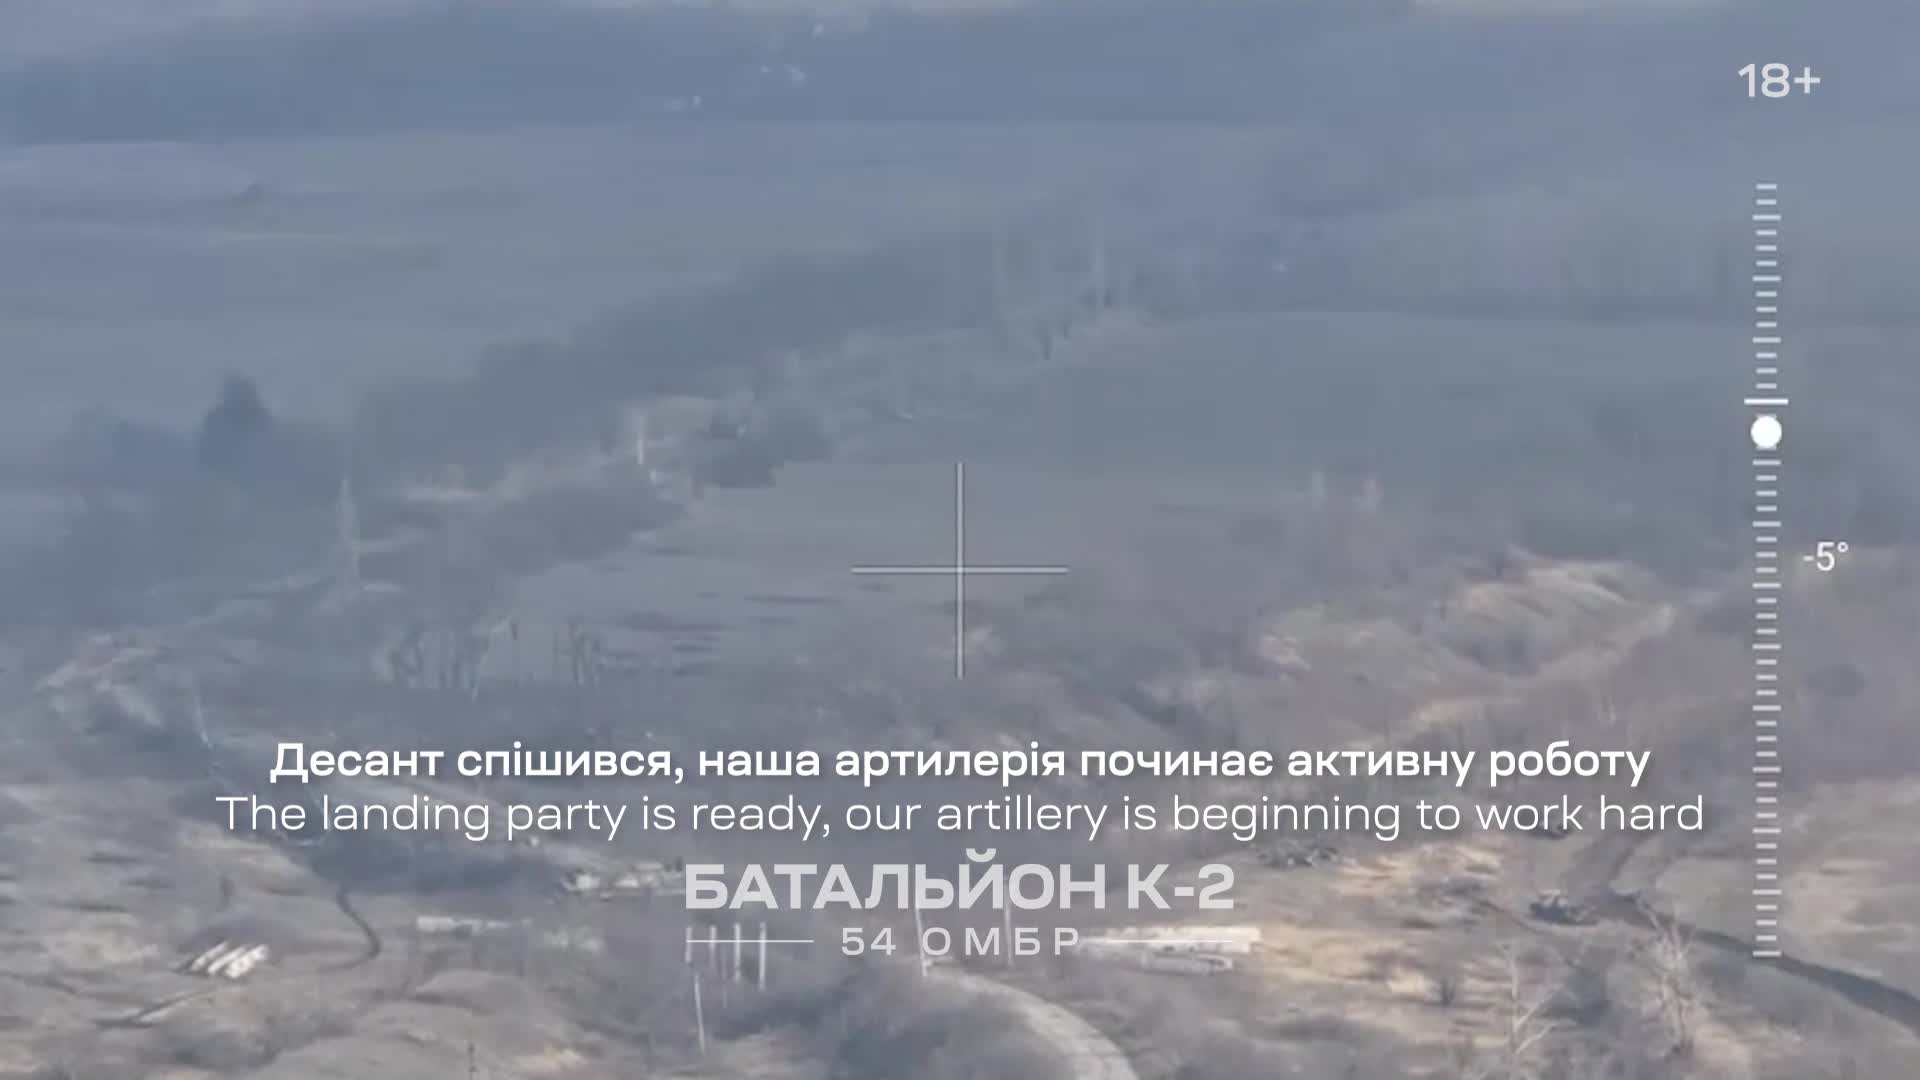 18+
-5°
Десант спішився, наша артилерія починає активну роботу
The landing party is ready, our artillery is beginning to work hard
БАТАЛЬЙОН К-2
54 ОМБР